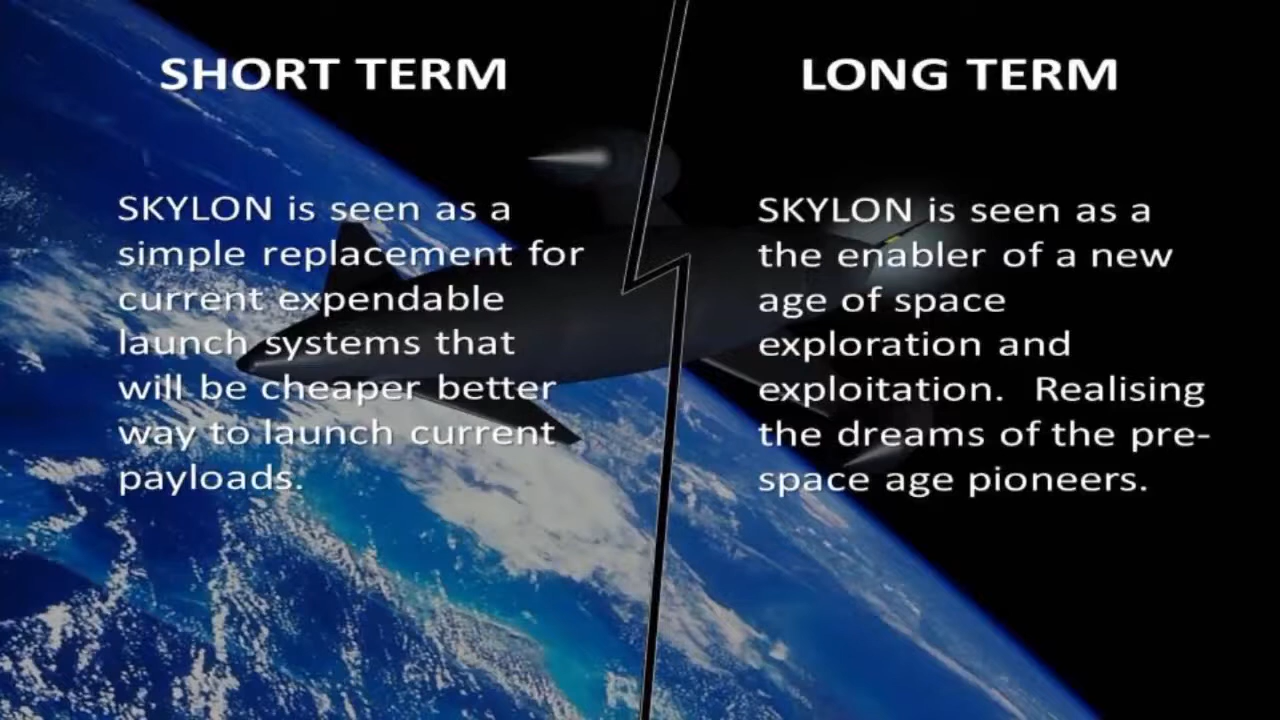 SHORT TERM
SKYLON is seen as a
simple replacement for
current expendable
launch systems that
will be cheaper better
way to launch current
payloads.
LONG TERM
SKYLON is seen as a
the enabler of a new
age of space
exploration and
exploitation.  Realising
the dreams of the pre-
space age pioneers.